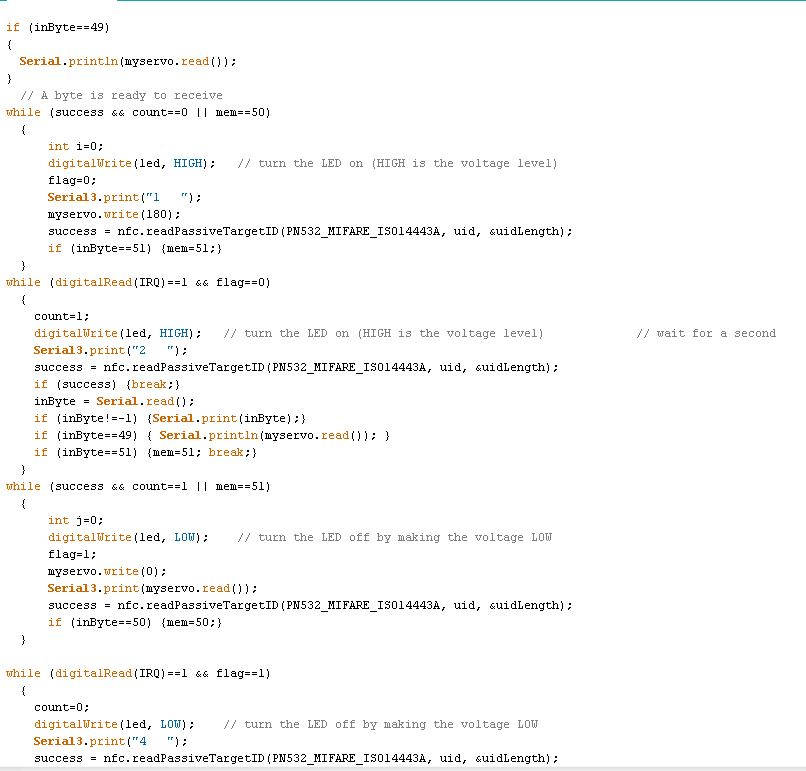 if (inByte==49)
{
  Serial.println(myservo.read());
}
  // A byte is ready to receive
while (success && count==0 || mem==50)
  {
      int i=0;
      digitalWrite(led, HIGH);   // turn the LED on (HIGH is the voltage level)
      flag=0;
      Serial3.print("1   ");
      myservo.write(180);
      success = nfc.readPassiveTargetID(PN532_MIFARE_ISO14443A, uid, &uidLength);
      if (inByte==51) {mem=51;}
  }
while (digitalRead(IRQ)==1 && flag==0)
  {
    count=1;
    digitalWrite(led, HIGH);   // turn the LED on (HIGH is the voltage level)             // wait for a second
    Serial3.print("2   ");
    success = nfc.readPassiveTargetID(PN532_MIFARE_ISO14443A, uid, &uidLength);
    if (success) {break;}
    inByte = Serial.read();
    if (inByte!=-1) {Serial.print(inByte);}
    if (inByte==49) { Serial.println(myservo.read()); }
    if (inByte==51) {mem=51; break;}
  }
while (success && count==1 || mem==51)
  {
      int j=0;
      digitalWrite(led, LOW);    // turn the LED off by making the voltage LOW
      flag=1;
      myservo.write(0);
      Serial3.print(myservo.read());
      success = nfc.readPassiveTargetID(PN532_MIFARE_ISO14443A, uid, &uidLength);
      if (inByte==50) {mem=50;}
  }

while (digitalRead(IRQ)==1 && flag==1)
  {
    count=0;
    digitalWrite(led, LOW);    // turn the LED off by making the voltage LOW
    Serial3.print("4   ");
    success = nfc.readPassiveTargetID(PN532_MIFARE_ISO14443A, uid, &uidLength);